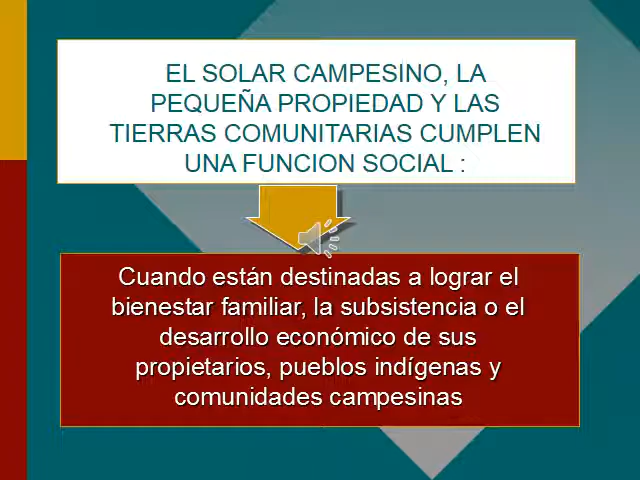 EL SOLAR CAMPESINO, LA
PEQUEÑA PROPIEDAD Y LAS
TIERRAS COMUNITARIAS CUMPLEN
UNA FUNCION SOCIAL :
Cuando están destinadas a lograr el
bienestar familiar, la subsistencia o el
desarrollo económico de sus
propietarios, pueblos indígenas y
comunidades campesinas